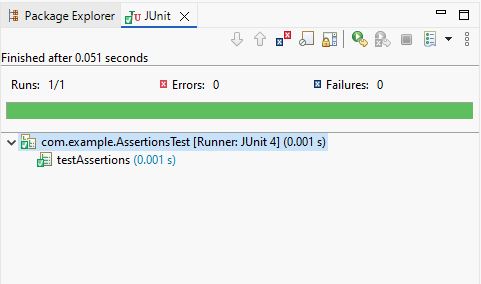 Package Explorer JUnit
Finished after 0.051 seconds
Runs: 1/1 Errors: 0 Failures: 0
com.example.AssertionsTest [Runner: JUnit 4] (0.001 s)
testAssertions (0.001 s)